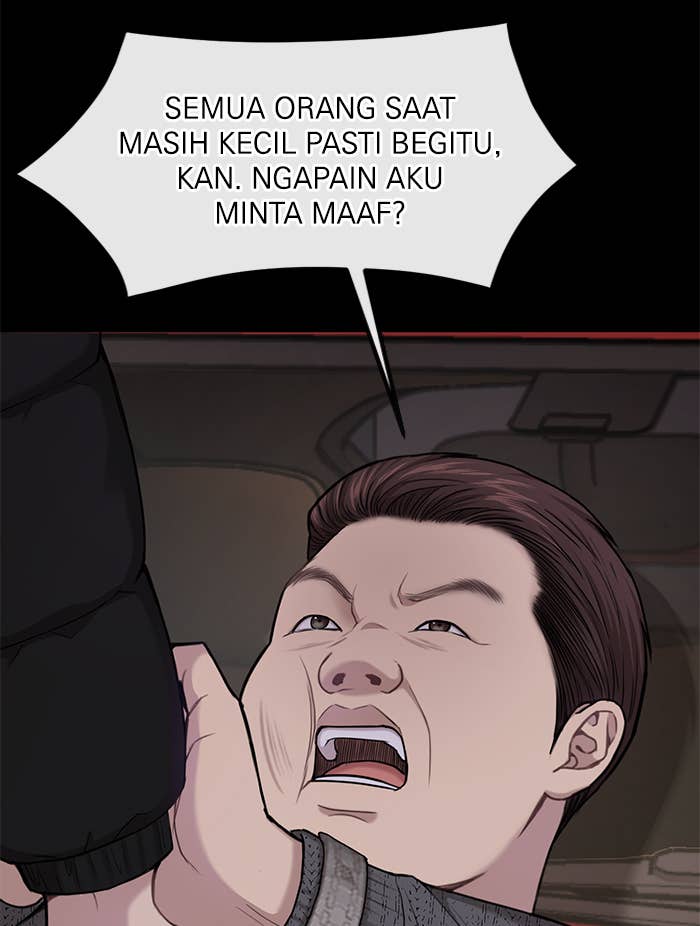 SEMUA ORANG SAAT
MASIH KECIL PASTI BEGITU,
KAN. NGAPAIN AKU
MINTA MAAF?